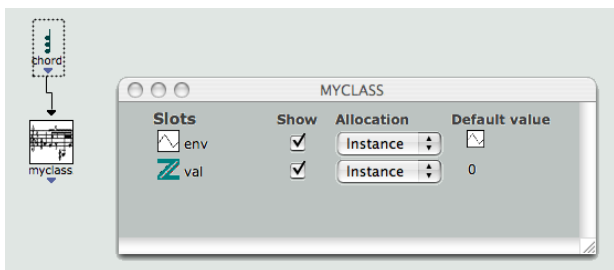 chord
myclass
MYCLASS
Slots Show Allocation Default value
env Instance
val Instance 0